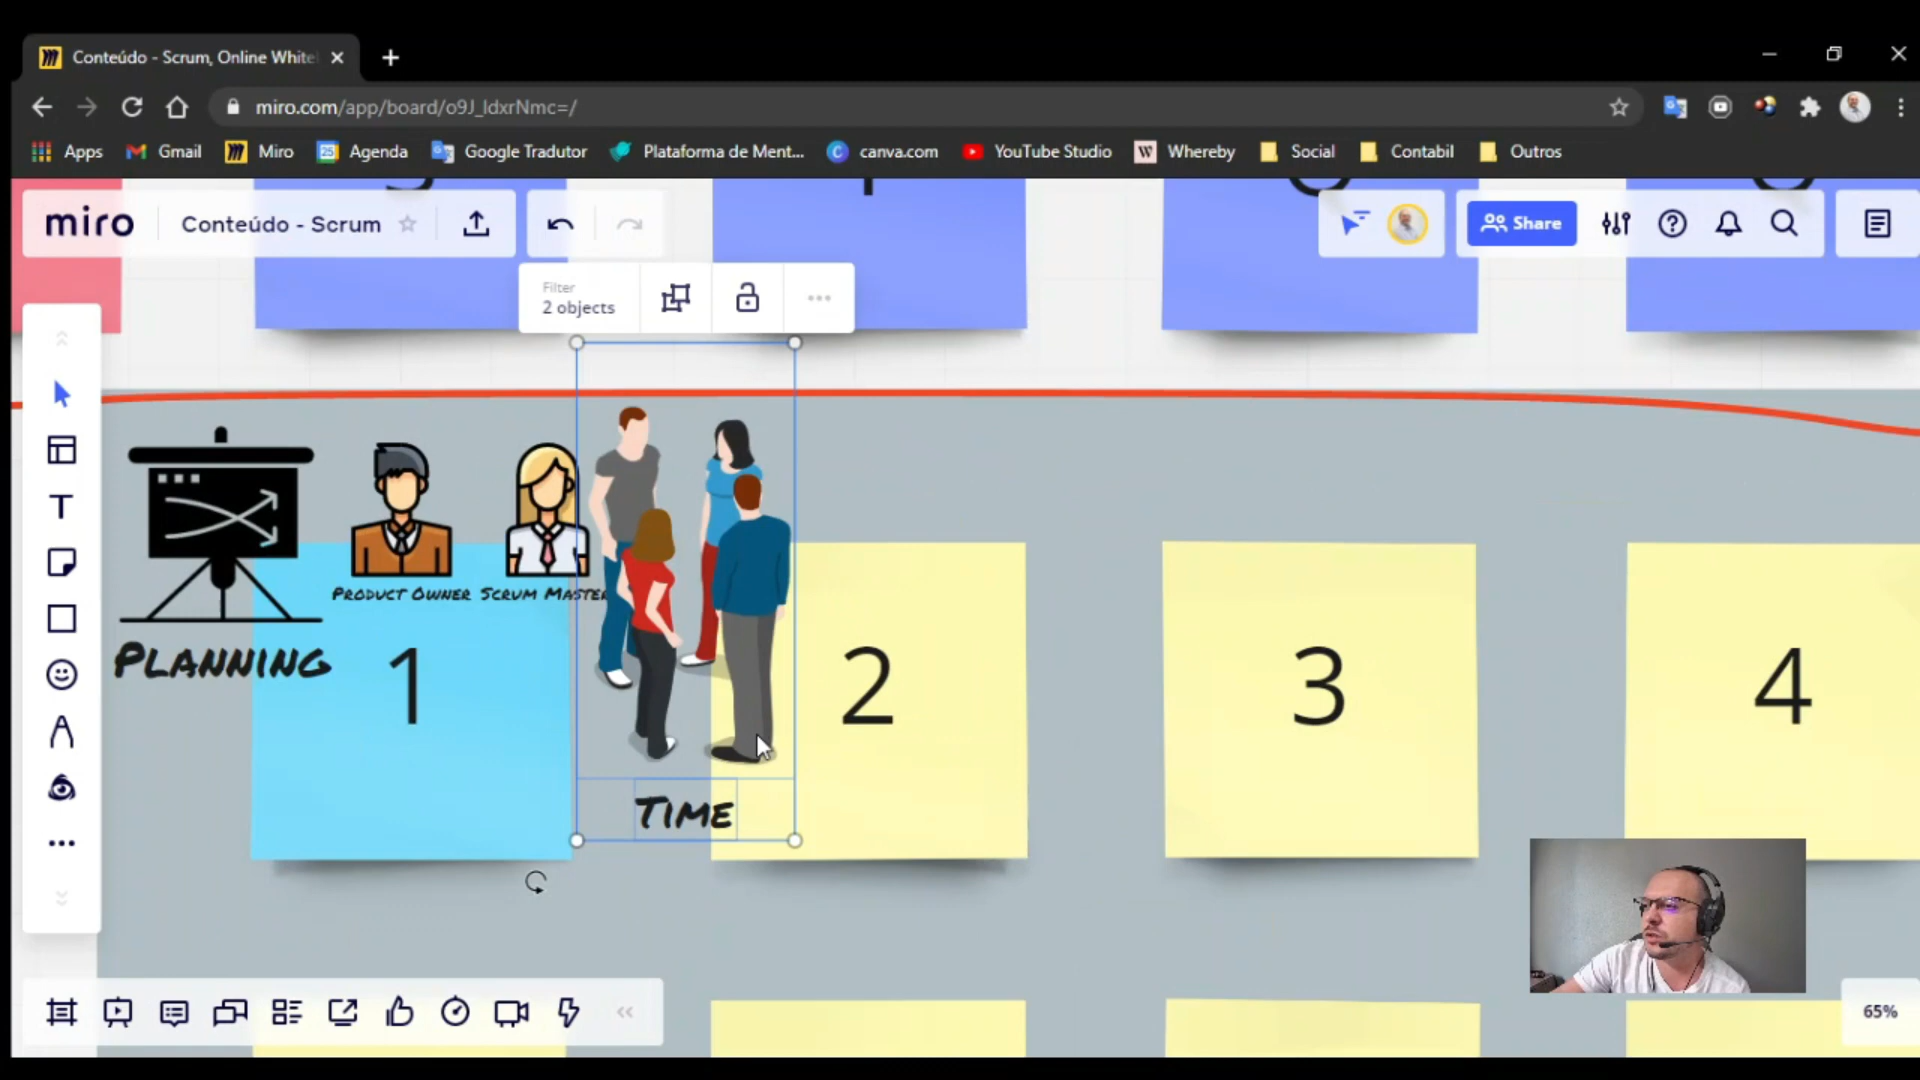 Conteúdo - Scrum, Online White
miro.com/app/board/o9J_ldxrNmc=/
Apps
Gmail
Miro
25
Agenda
Google Tradutor
Plataforma de Ment...
canva.com
YouTube Studio
Whereby
Social
Contabil
Outros
miro
Conteúdo - Scrum
Share
Filter
2 objects
Product Owner
Scrum Master
Planning
1
2
3
4
Time
65%